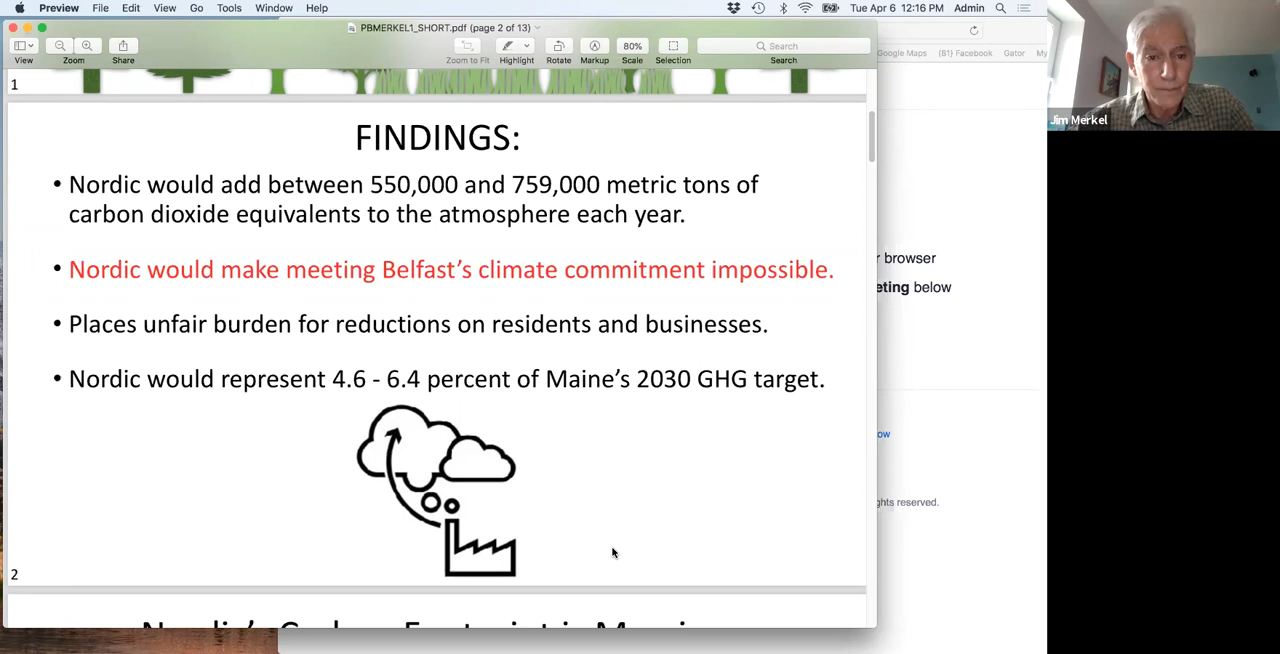 Preview File Edit View Go Tools Window Help
Tue Apr 6 12:16 PM Admin
PBMERKEL1_SHORT.pdf (page 2 of 13)
80%
Search
View Zoom Share Zoom to Fit Highlight Rotate Markup Scale Selection Search
Google Maps (61) Facebook Gator My
1
FINDINGS:
• Nordic would add between 550,000 and 759,000 metric tons of
carbon dioxide equivalents to the atmosphere each year.
• Nordic would make meeting Belfast's climate commitment impossible.
• Places unfair burden for reductions on residents and businesses.
• Nordic would represent 4.6 - 6.4 percent of Maine's 2030 GHG target.
2
r browser
eting below
ow
ghts reserved.
Jim Merkel